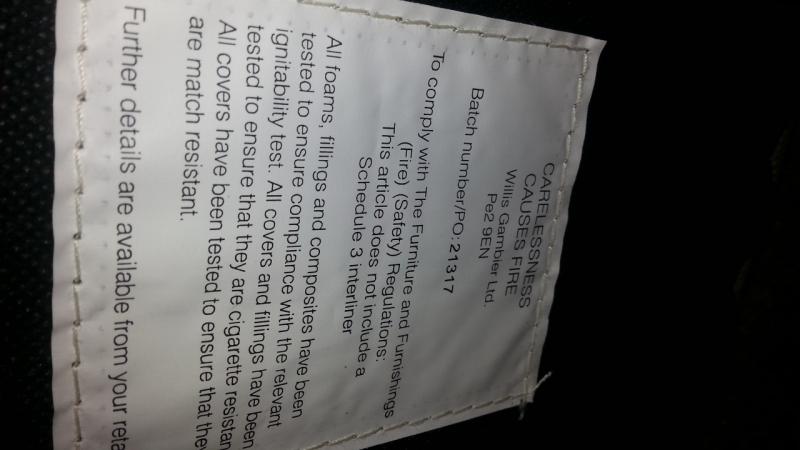 CARELESSNESS
CAUSES FIRE
Willis Gambier Ltd.
Pe2 9EN
Batch number/PO: 21317
To comply with The Furniture and Furnishings
(Fire) (Safety) Regulations:
This article does not include a
Schedule 3 interliner
All foams, fillings and composites have been
tested to ensure compliance with the relevant
ignitability test. All covers and fillings have been
tested to ensure that they are cigarette resistan
All covers have been tested to ensure that they
are match resistant.
Further details are available from your reta